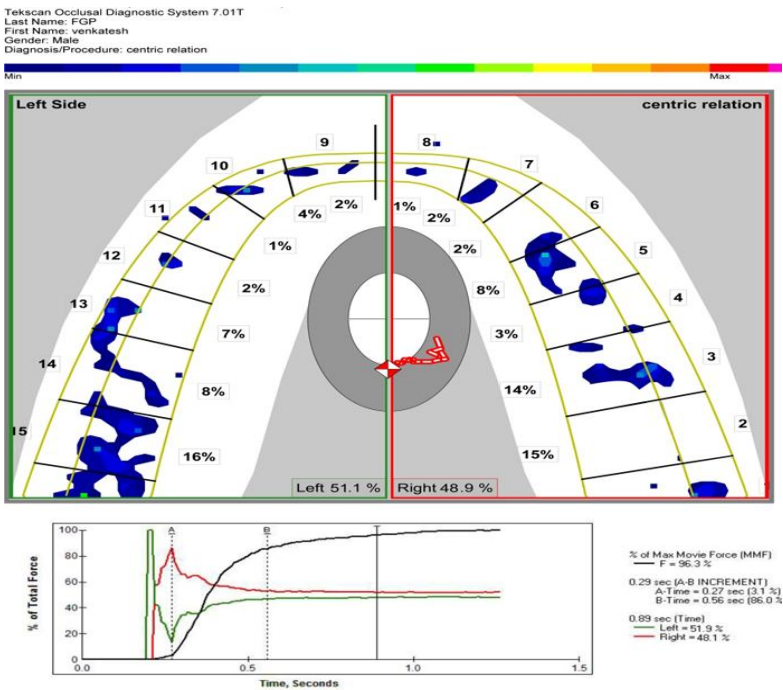 Tekscan Occlusal Diagnostic System 7.01T
Last Name: FGP
First Name: venkatesh
Gender: Male
Diagnosis/Procedure: centric relation
Min Max
Left Side centric relation
9 8
10 7
11 6
12 5
13 4
14 3
15 2
4% 2% 1% 2%
1% 2%
2% 8%
7% 3%
8% 14%
16% 15%
Left 51.1 % Right 48.9 %
A B T
100
80
60
40
20
0
0.0 0.5 1.0 1.5
% of Total Force
Time, Seconds
% of Max Movie Force (MMF)
F = 96.3 %
0.29 sec (A-B INCREMENT)
A-Time = 0.27 sec (3.1 %)
B-Time = 0.56 sec (86.0 %
0.89 sec (Time)
Left = 51.9 %
Right = 48.1 %